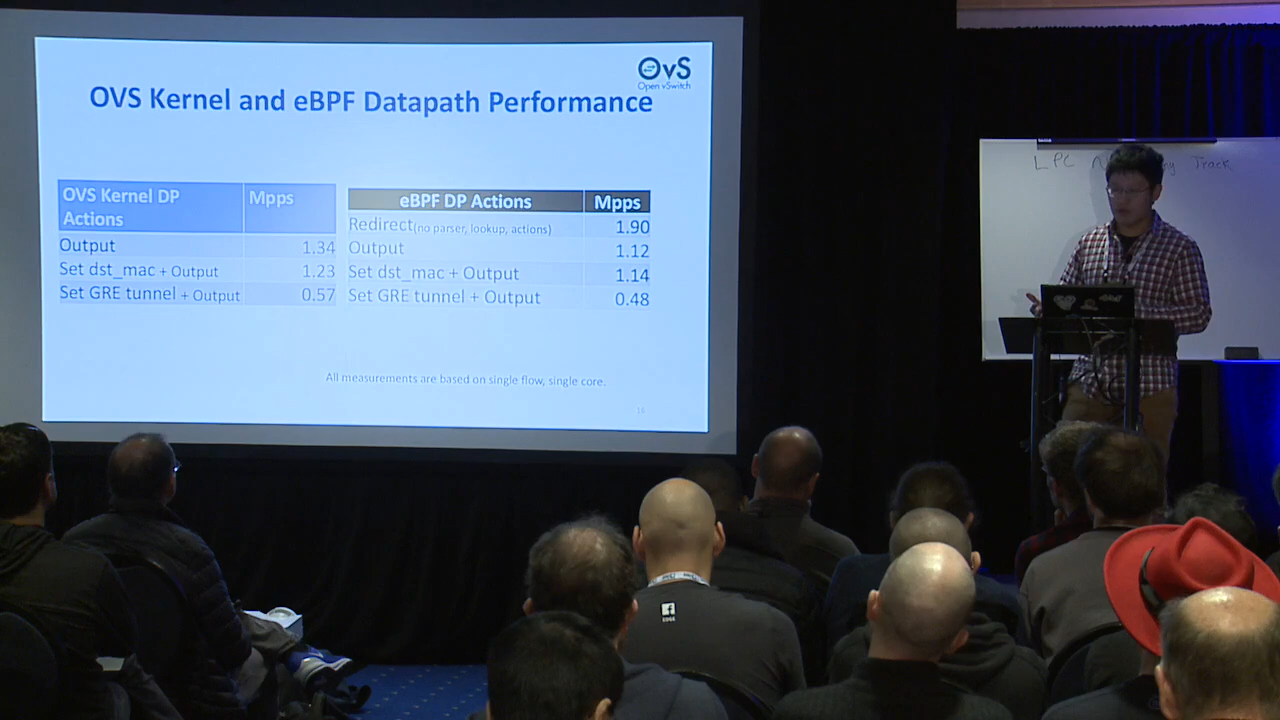 OvS
Open vSwitch
OVS Kernel and eBPF Datapath Performance
OVS Kernel DP Actions Mpps
Output 1.34
Set dst_mac + Output 1.23
Set GRE tunnel + Output 0.57
eBPF DP Actions Mpps
Redirect(no parser, lookup, actions) 1.90
Output 1.12
Set dst_mac + Output 1.14
Set GRE tunnel + Output 0.48
All measurements are based on single flow, single core.
16
LPC Track
f
EDGE